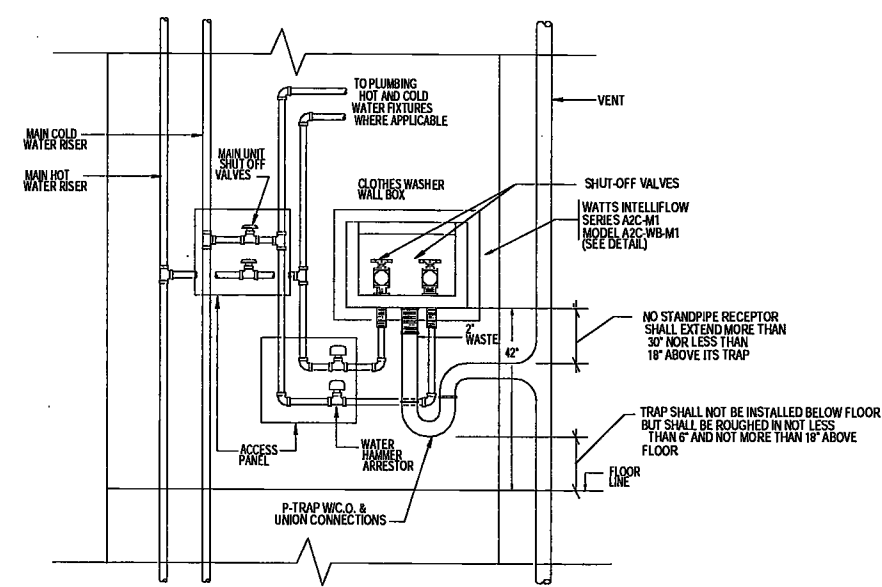 TO PLUMBING
HOT AND COLD
WATER FIXTURES
WHERE APPLICABLE
VENT
MAIN COLD
WATER RISER
MAIN UNIT
SHUT OFF
VALVES
MAIN HOT
WATER RISER
CLOTHES WASHER
WALL BOX
SHUT-OFF VALVES
WATTS INTELLIFLOW
SERIES A2C-M1
MODEL A2C-WB-M1
(SEE DETAIL)
2"
WASTE
42"
NO STANDPIPE RECEPTOR
SHALL EXTEND MORE THAN
30" NOR LESS THAN
18" ABOVE ITS TRAP
TRAP SHALL NOT BE INSTALLED BELOW FLOOR
BUT SHALL BE ROUGHED IN NOT LESS
THAN 6" AND NOT MORE THAN 18" ABOVE
FLOOR
ACCESS
PANEL
WATER
HAMMER
ARRESTOR
FLOOR
LINE
P-TRAP W/C.O. &
UNION CONNECTIONS